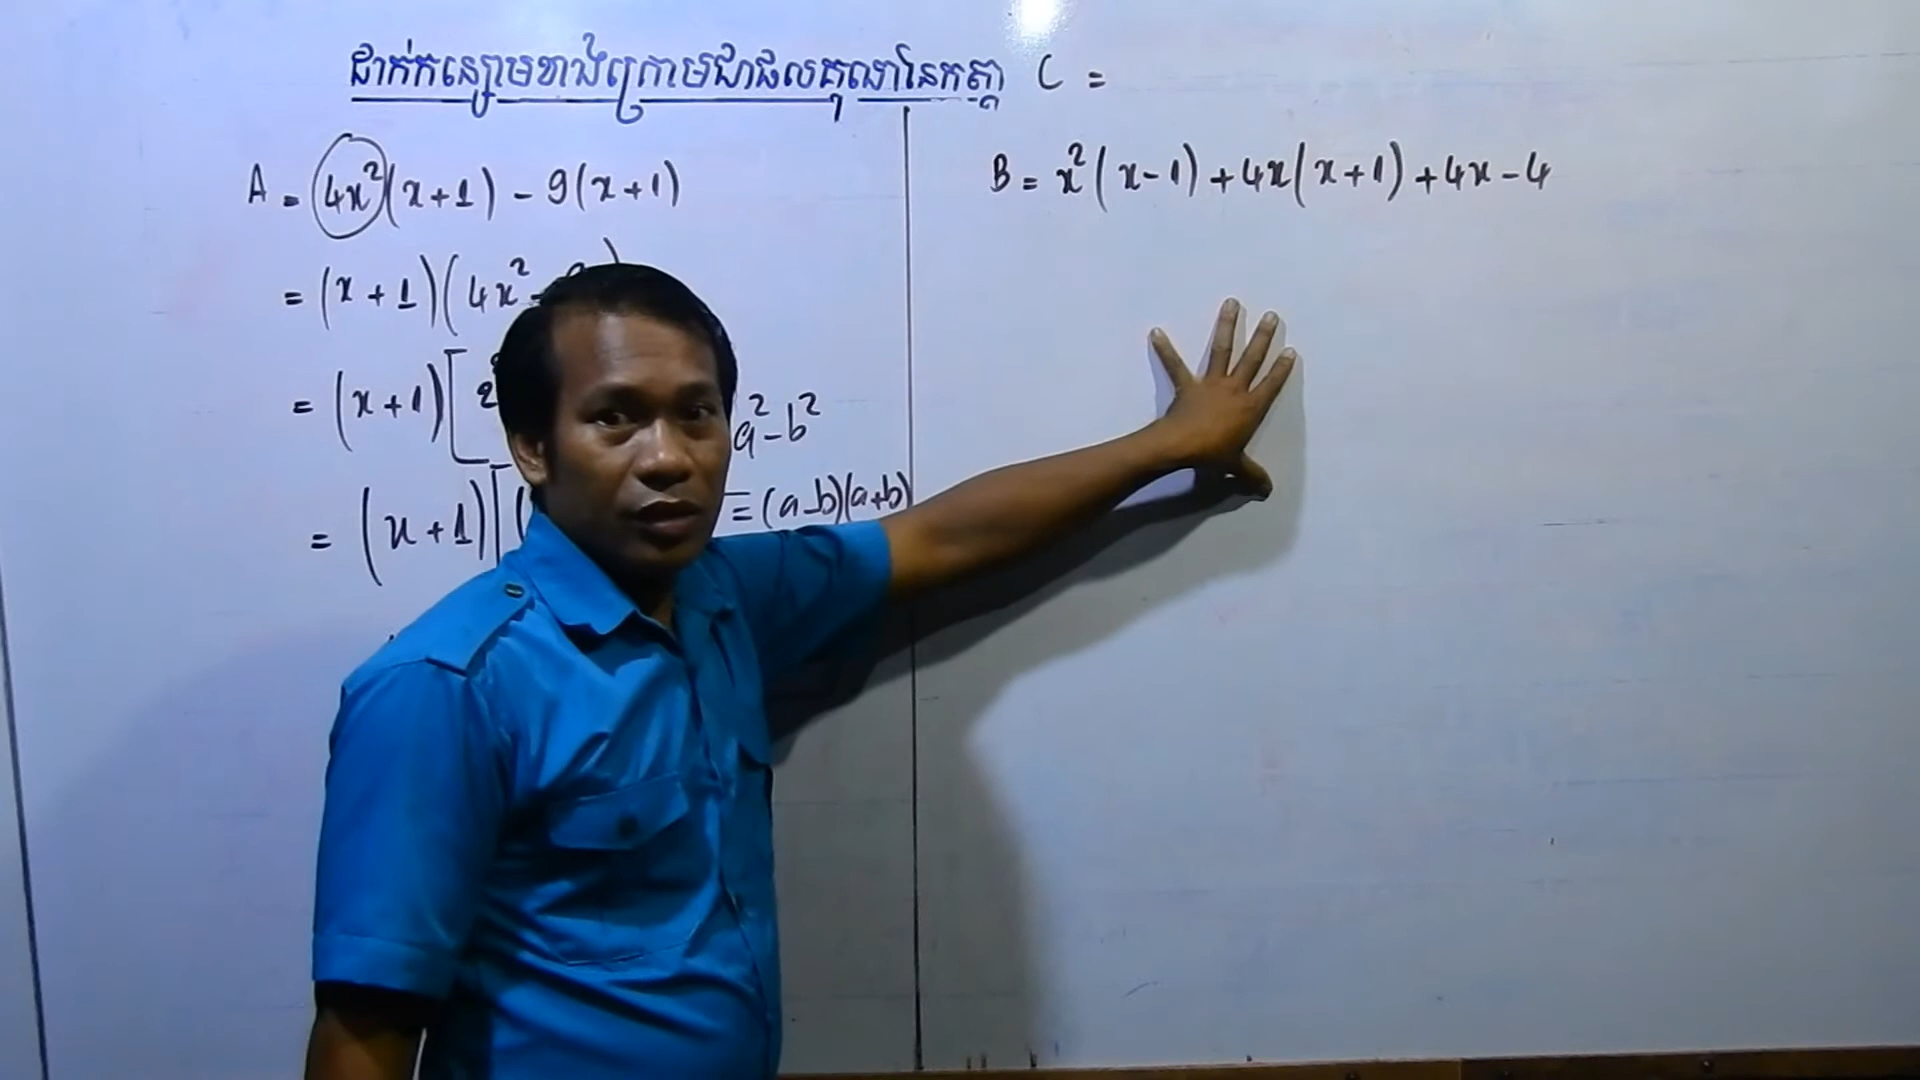 ដាក់កន្សោមខាងក្រោមជាផលគុណនៃកត្តា C =
A = 4x²(x+1) - 9(x+1)
= (x+1)(4x² -
= (x+1)[2
a²-b²
= (x+1)[(
= (a-b)(a+b)
B = x²(x-1) + 4x(x+1) + 4x - 4